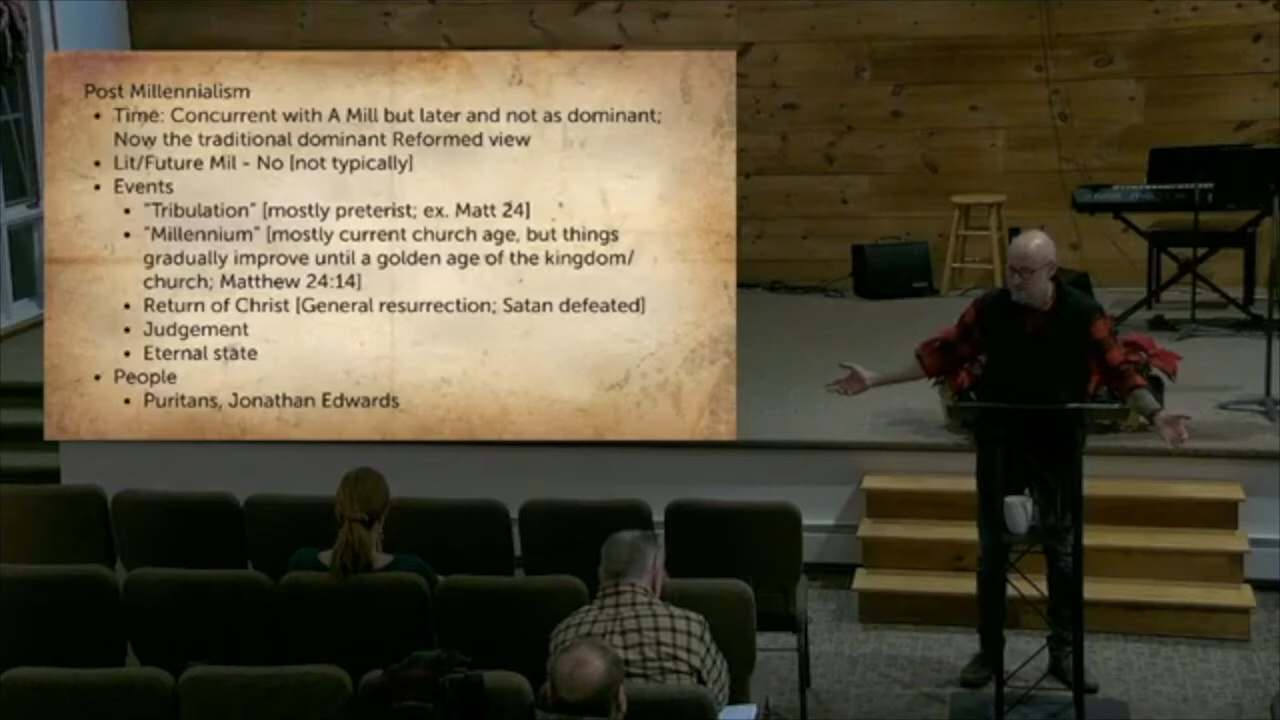 Post Millennialism
• Time: Concurrent with A Mill but later and not as dominant;
Now the traditional dominant Reformed view
• Lit/Future Mil - No [not typically]
• Events
• "Tribulation" [mostly preterist; ex. Matt 24]
• "Millennium" [mostly current church age, but things
gradually improve until a golden age of the kingdom/
church; Matthew 24:14]
• Return of Christ [General resurrection; Satan defeated]
• Judgement
• Eternal state
• People
• Puritans, Jonathan Edwards